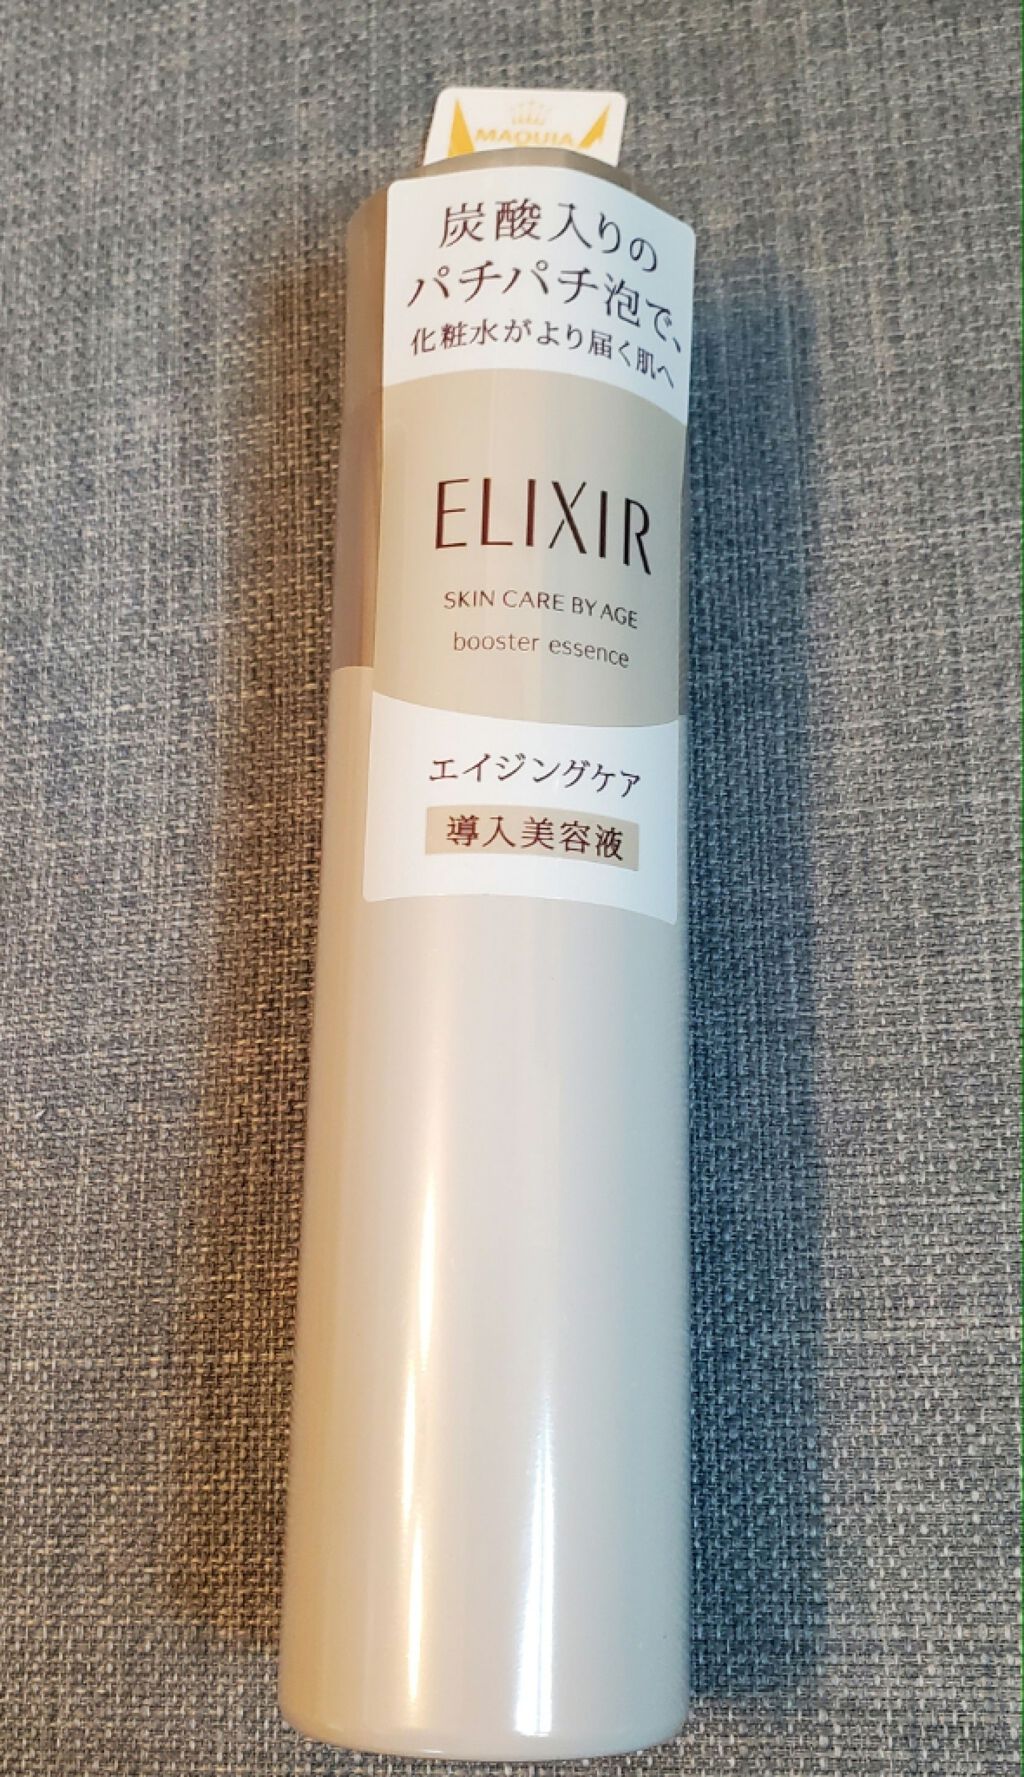 MAQUIA
炭酸入りの
パチパチ泡で、
化粧水がより届く肌へ
ELIXIR
SKIN CARE BY AGE
booster essence
エイジングケア
導入美容液